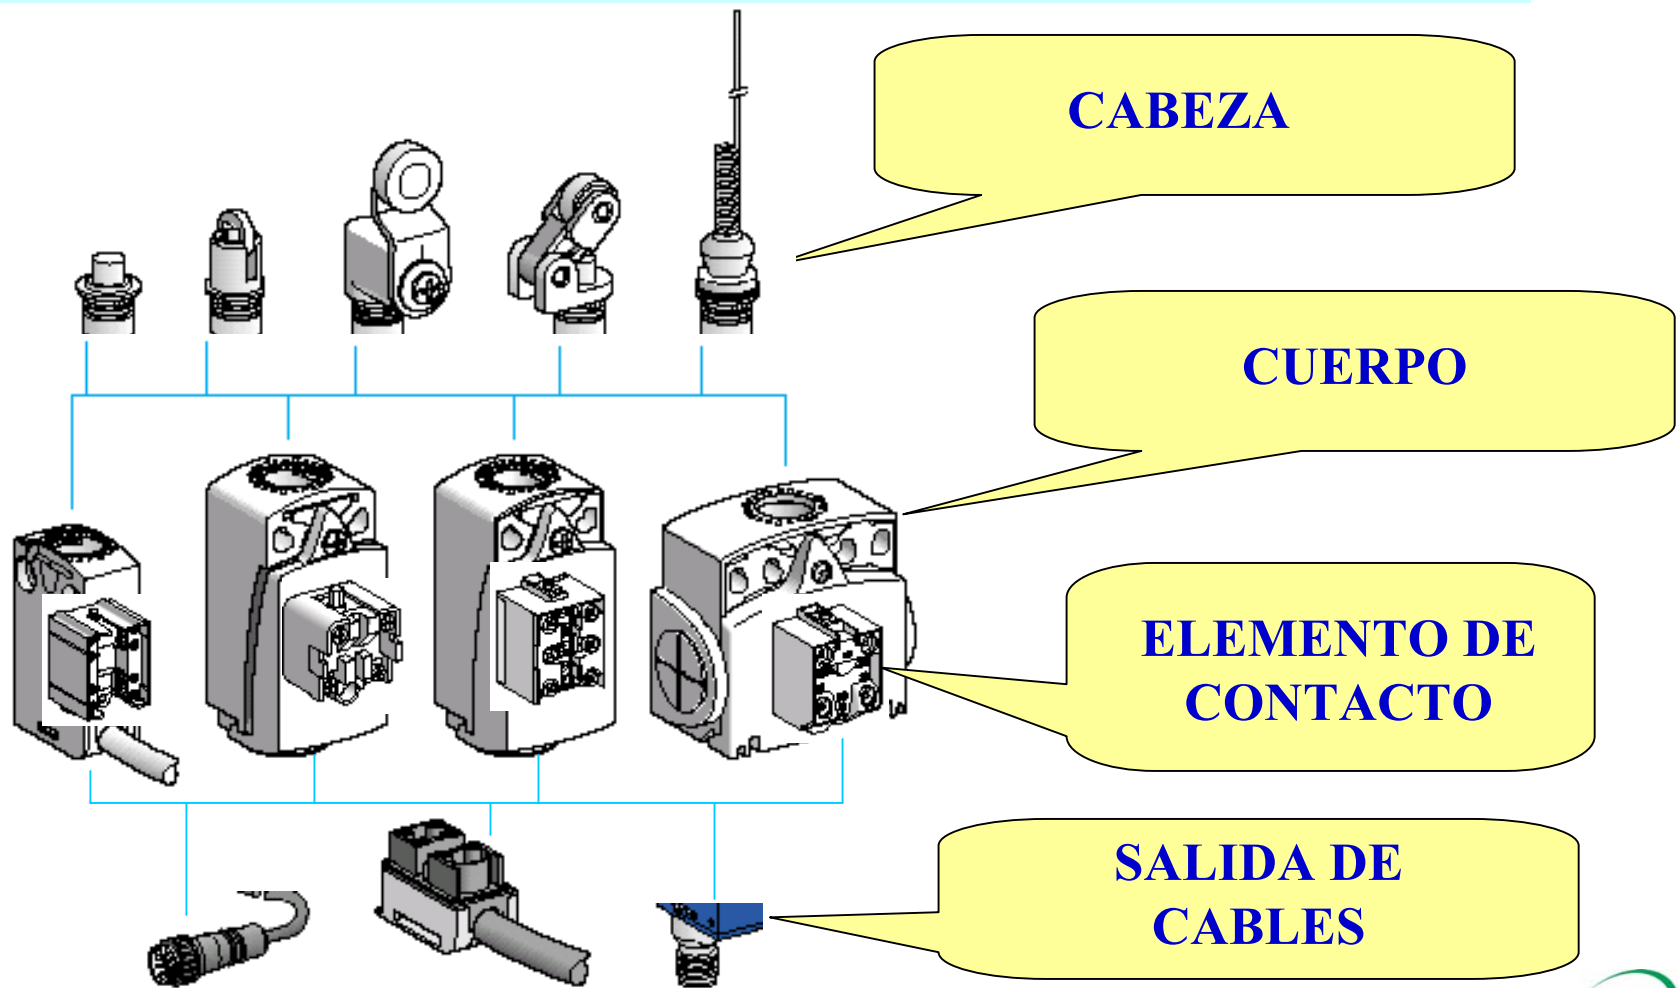 CABEZA
CUERPO
ELEMENTO DE
CONTACTO
SALIDA DE
CABLES